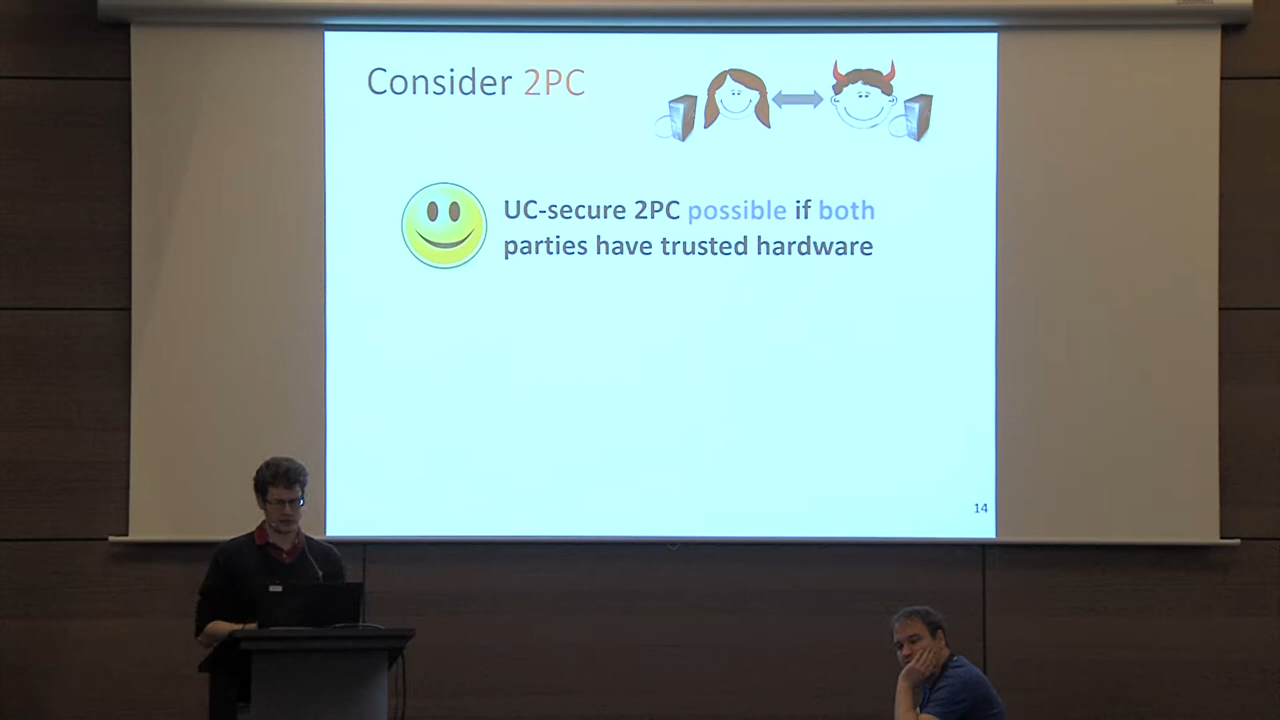 Consider 2PC
UC-secure 2PC possible if both
parties have trusted hardware
14